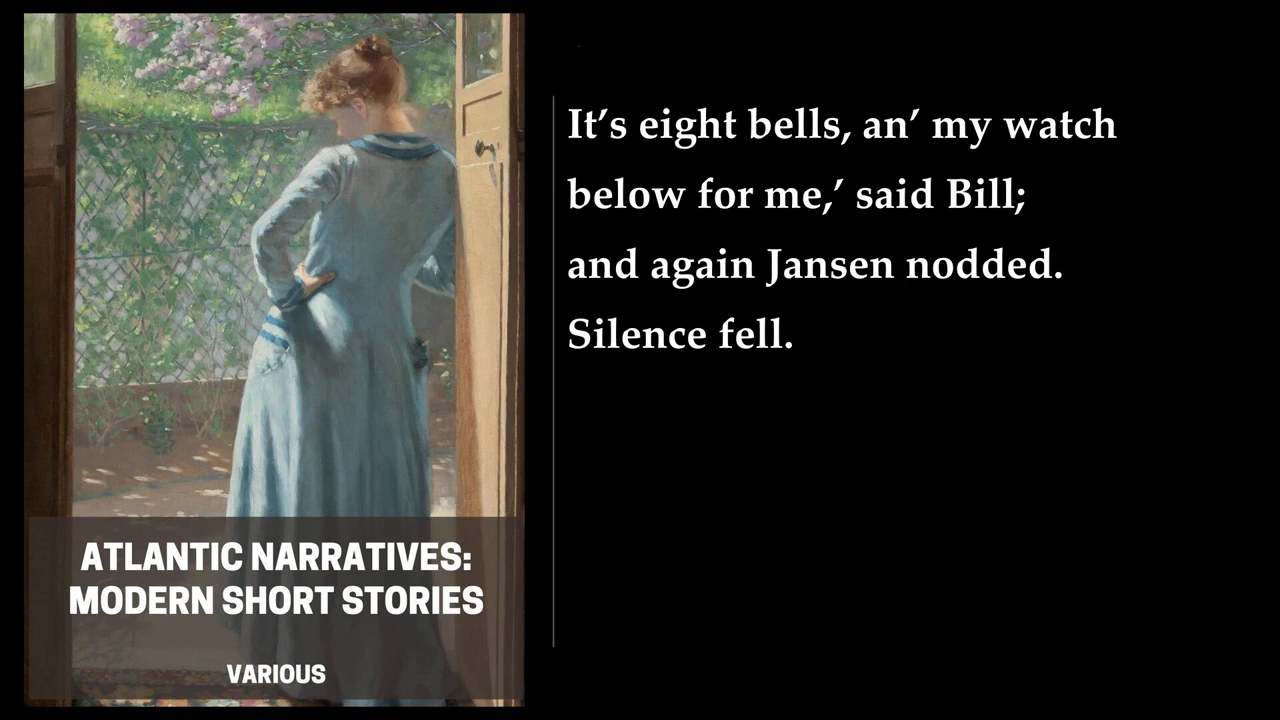 It’s eight bells, an’ my watch
below for me,’ said Bill;
and again Jansen nodded.
Silence fell.
ATLANTIC NARRATIVES:
MODERN SHORT STORIES
VARIOUS